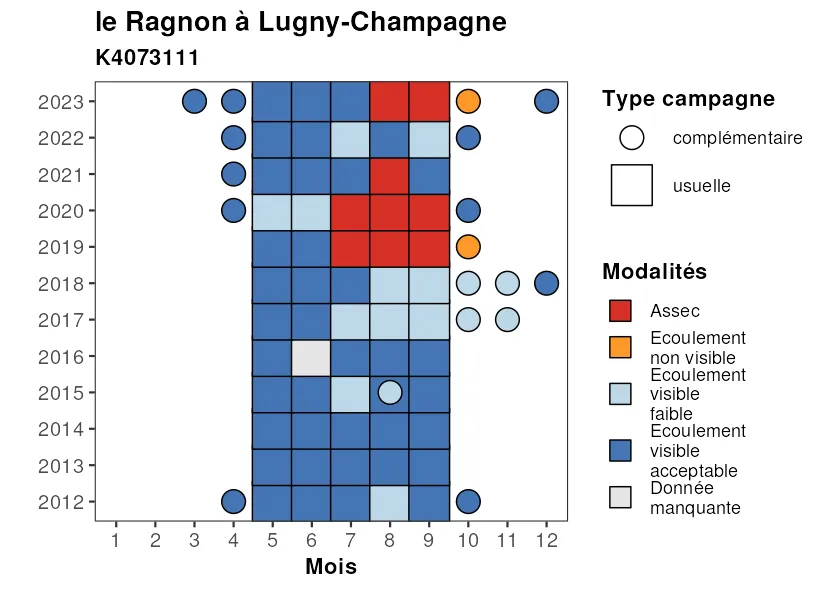 le Ragnon à Lugny-Champagne
K4073111
2023
2022
2021
2020
2019
2018
2017
2016
2015
2014
2013
2012
1 2 3 4 5 6 7 8 9 10 11 12
Mois
Type campagne
complémentaire
usuelle
Modalités
Assec
Ecoulement
non visible
Ecoulement
visible
faible
Ecoulement
visible
acceptable
Donnée
manquante